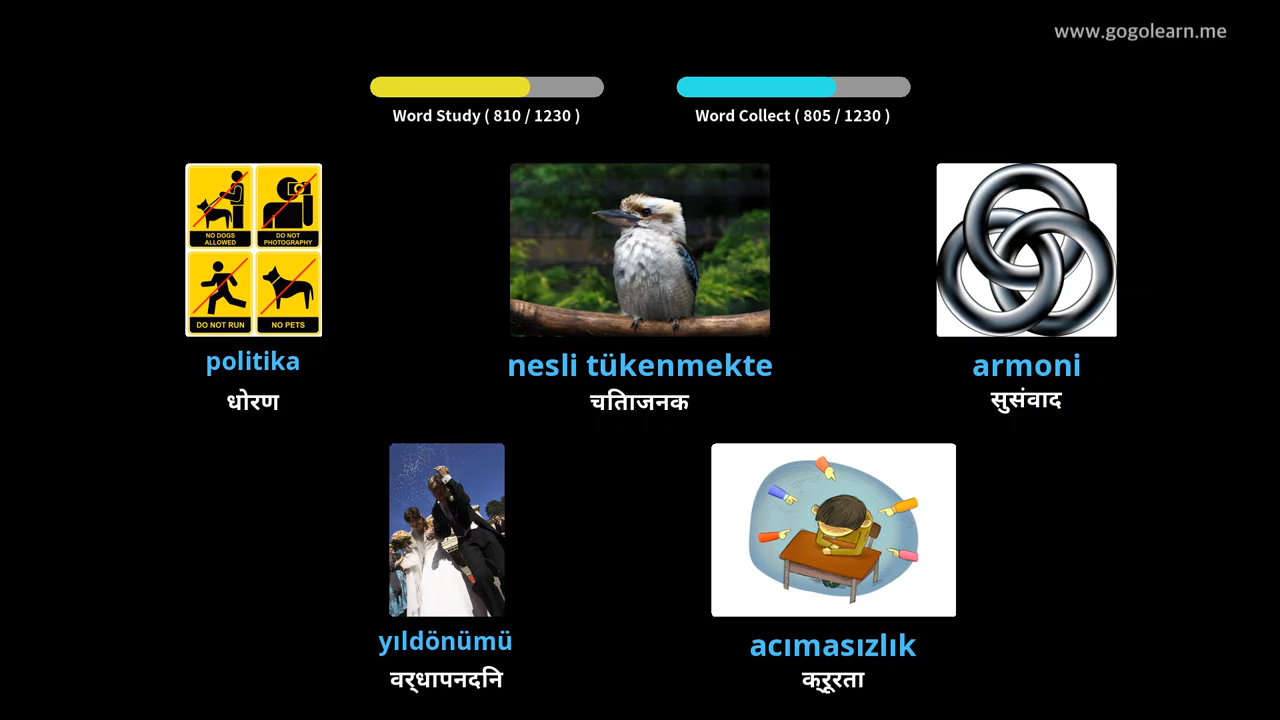 www.gogolearn.me
Word Study ( 810 / 1230 )
Word Collect ( 805 / 1230 )
NO DOGS
ALLOWED
DO NOT
PHOTOGRAPHY
DO NOT RUN
NO PETS
politika
धोरण
nesli tükenmekte
चिंताजनक
armoni
सुसंवाद
yıldönümü
वर्धापनदिन
acımasızlık
क्रूरता